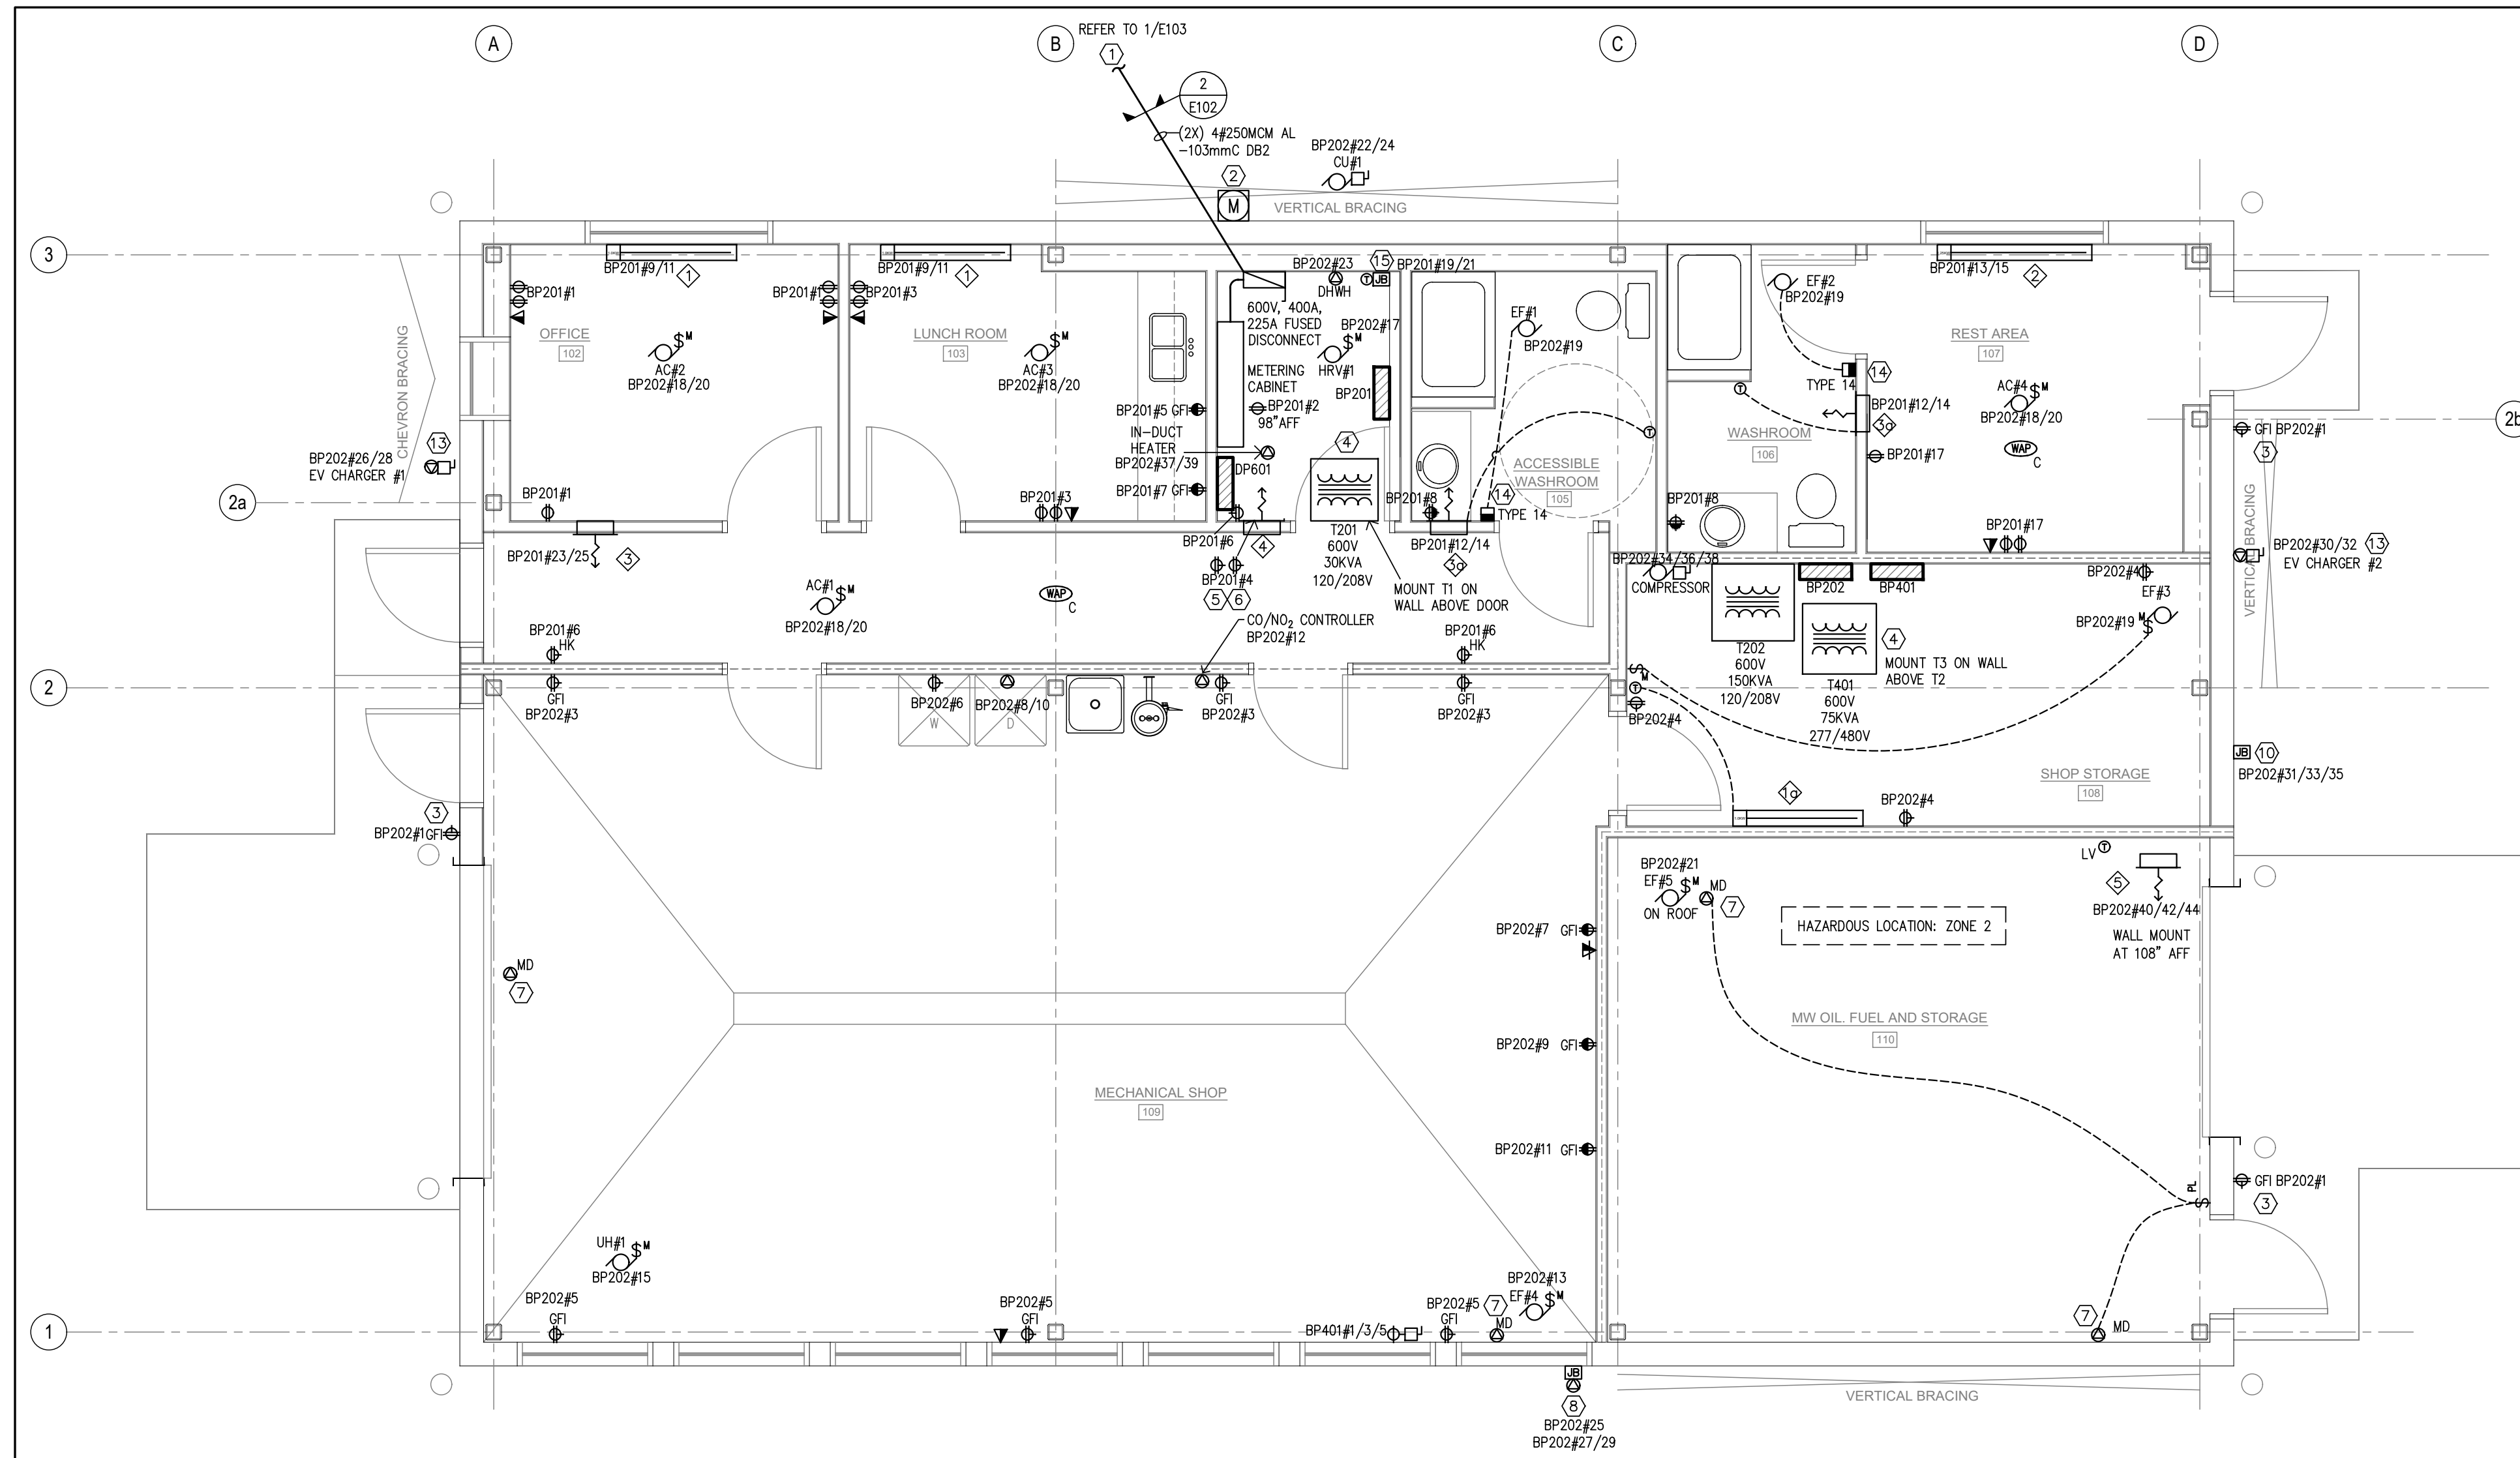 A
B
REFER TO 1/E103
1
C
D
2
E102
(2X) 4#250MCM AL
-103mmC DB2
BP202#22/24
CU#1
2
M
VERTICAL BRACING
3
BP201#9/11
1
BP201#9/11
1
BP202#23
DHWH
T
JB
15
BP201#19/21
BP201#13/15
2
EF#2
BP202#19
BP201#1
BP201#1
BP201#3
600V, 400A,
225A FUSED
DISCONNECT
BP202#17
$M
HRV#1
EF#1
BP202#19
CHEVRON BRACING
OFFICE
102
$M
AC#2
BP202#18/20
LUNCH ROOM
103
$M
AC#3
BP202#18/20
METERING
CABINET
BP201#2
98"AFF
BP201
REST AREA
107
TYPE 14
14
AC#4
$M
BP202#18/20
BP201#5 GFI
IN-DUCT
HEATER
BP202#37/39
BP201#7 GFI
DP601
4
T
T
BP201#12/14
3a
WASHROOM
106
BP201#17
WAP
C
2b
GFI BP202#1
3
13
BP202#26/28
EV CHARGER #1
2a
BP201#1
BP201#3
ACCESSIBLE
WASHROOM
105
BP201#8
14
TYPE 14
BP201#8
BP201#17
VERTICAL BRACING
BP201#23/25
3
BP201#6
4
T201
600V
30KVA
120/208V
BP201#12/14
3a
MOUNT T1 ON
WALL ABOVE DOOR
BP202#34/36/38
COMPRESSOR
BP202
BP401
BP202#4
EF#3
BP202#30/32
13
EV CHARGER #2
BP201#4
5
6
AC#1
$M
BP202#18/20
WAP
C
CO/NO2 CONTROLLER
BP202#12
BP202#19
M
$
BP201#6
HK
BP201#6
HK
T202
600V
150KVA
120/208V
4
MOUNT T3 ON WALL
ABOVE T2
T401
600V
75KVA
277/480V
2
$
M
T
GFI
BP202#3
BP202#6
W
BP202#8/10
D
GFI
BP202#3
GFI
BP202#3
BP202#4
JB
10
BP202#31/33/35
SHOP STORAGE
108
1a
BP202#4
3
BP202#1 GFI
LV
T
BP202#21
EF#5
$M
MD
7
ON ROOF
5
BP202#40/42/44
WALL MOUNT
AT 108" AFF
HAZARDOUS LOCATION: ZONE 2
BP202#7 GFI
MD
7
MW OIL. FUEL AND STORAGE
110
BP202#9 GFI
MECHANICAL SHOP
109
BP202#11 GFI
PL
$
GFI BP202#1
3
UH#1
$M
BP202#15
BP202#5
GFI
BP202#5
GFI
BP401#1/3/5
BP202#5
GFI
7
MD
BP202#13
EF#4
$M
7
MD
1
JB
8
BP202#25
BP202#27/29
VERTICAL BRACING